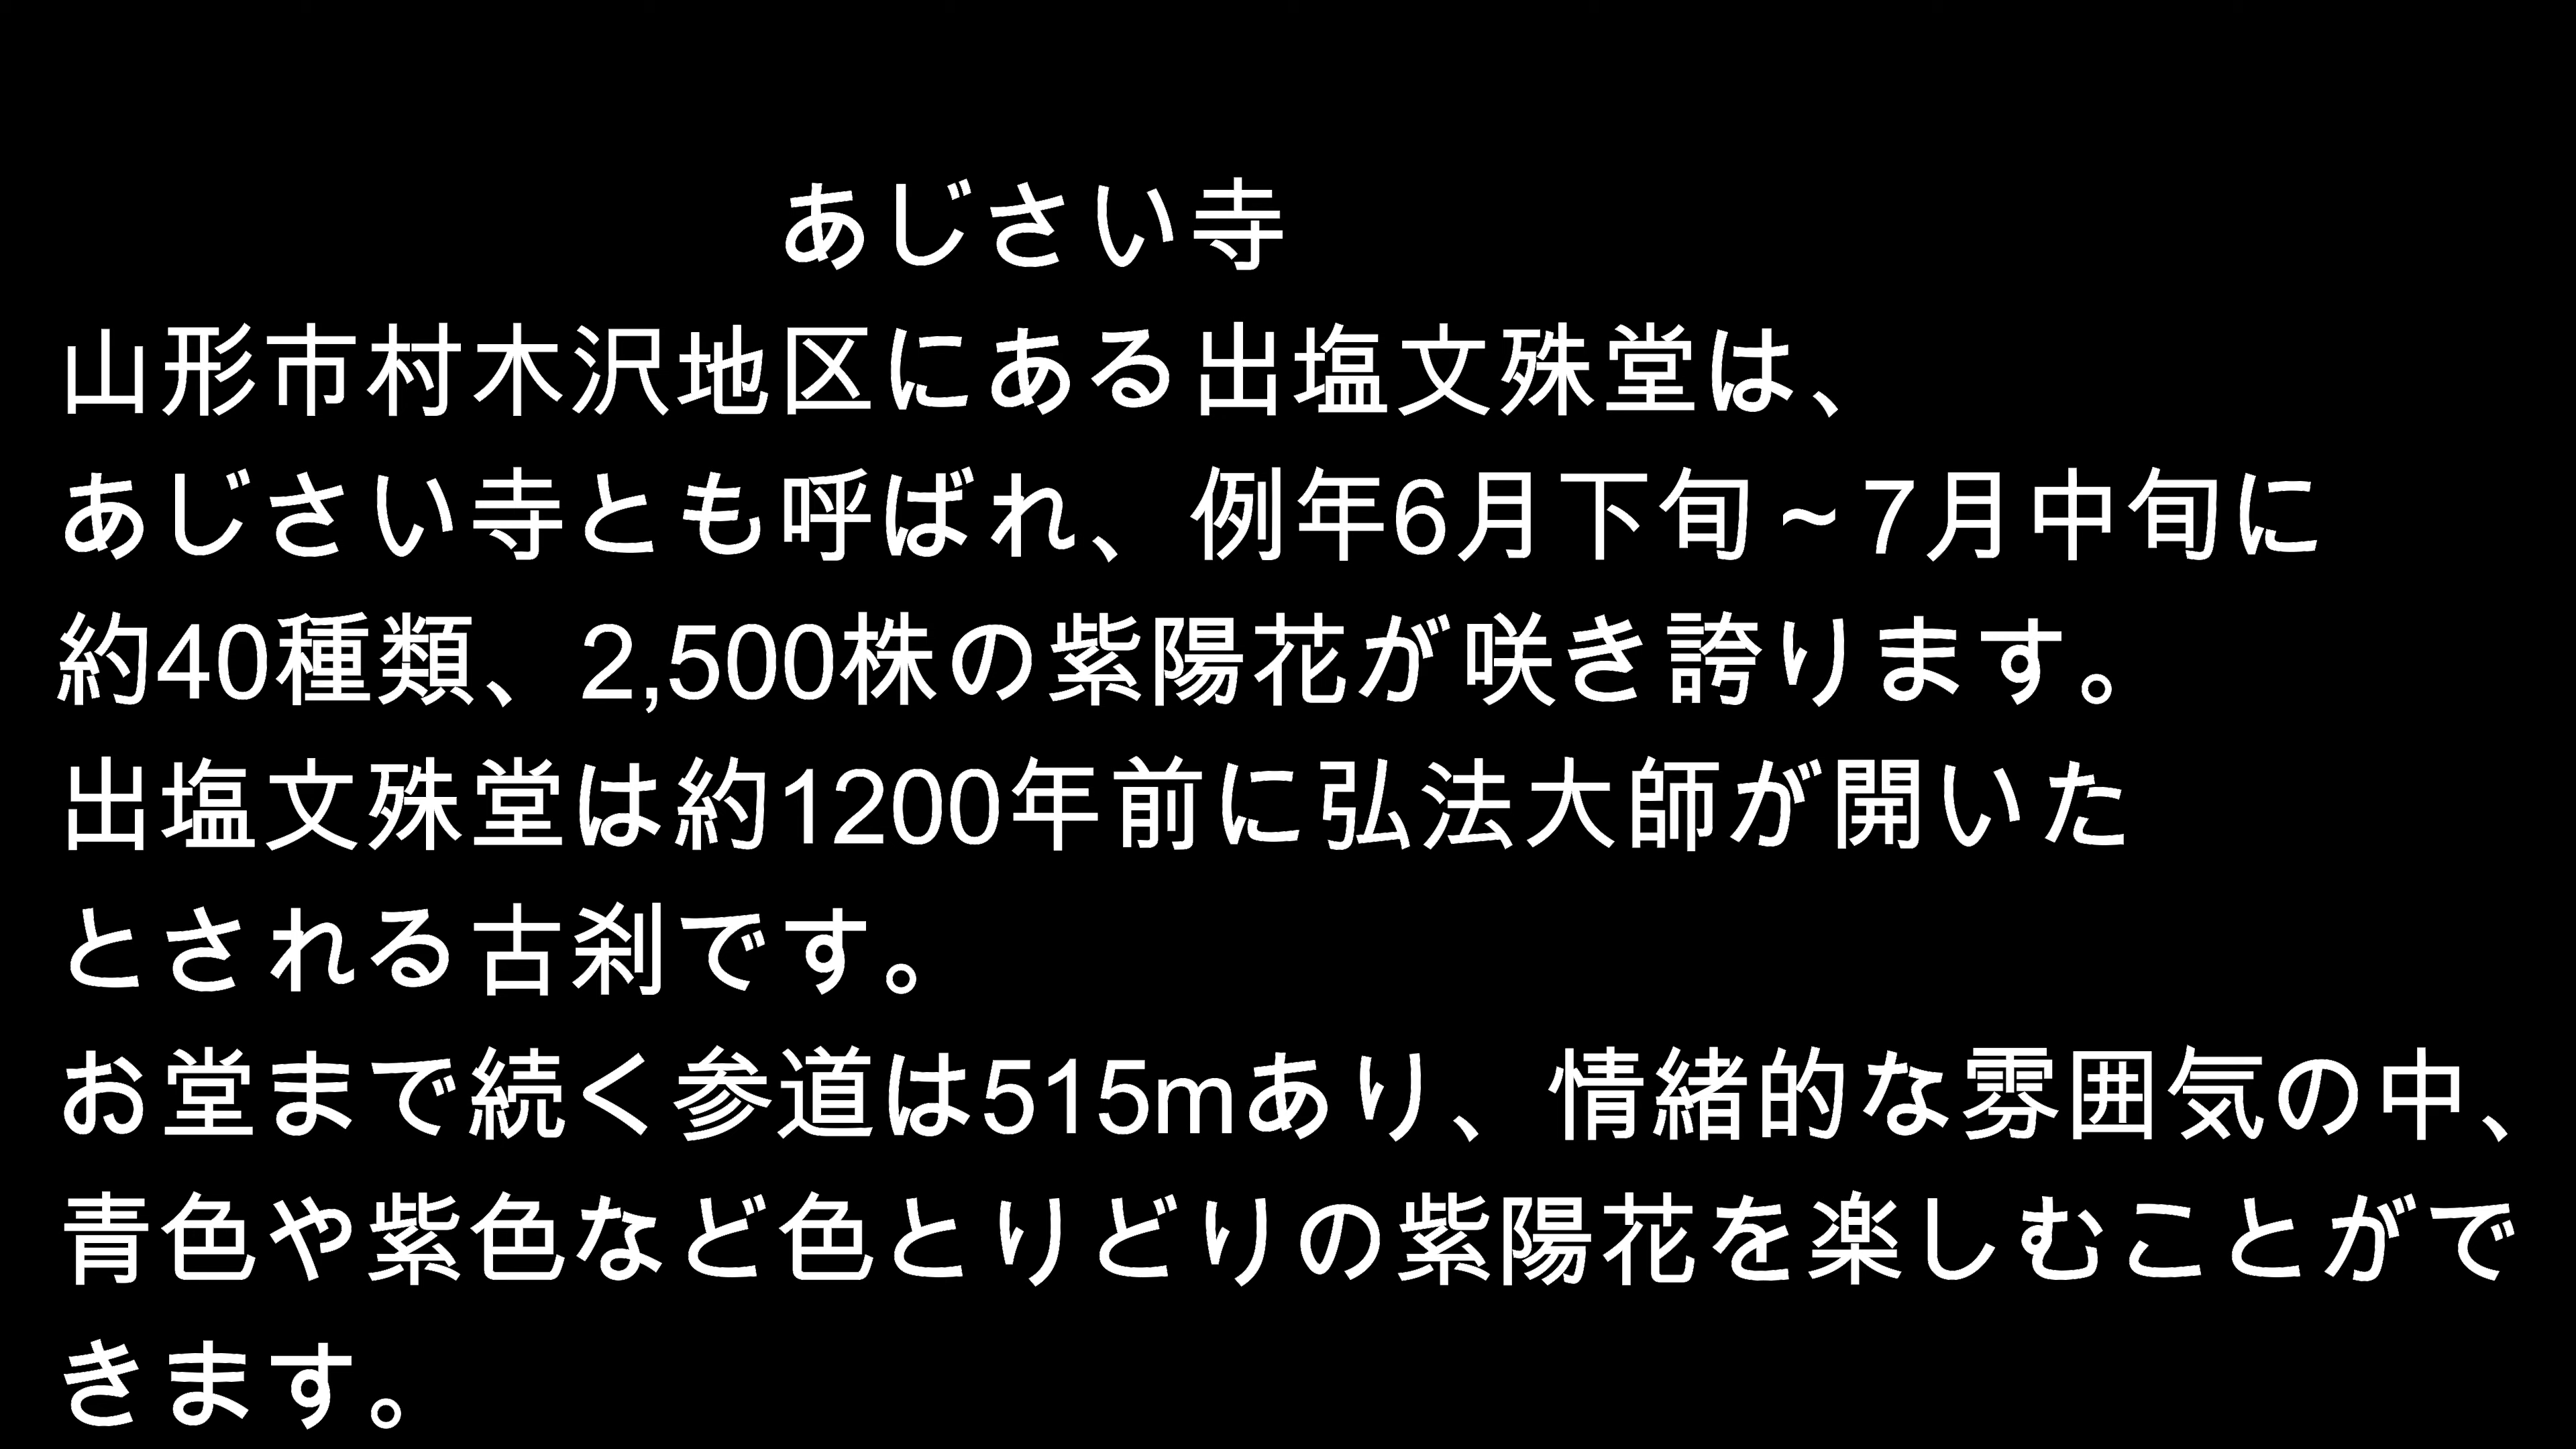 あじさい寺
山形市村木沢地区にある出塩文殊堂は、
あじさい寺とも呼ばれ、例年6月下旬～7月中旬に
約40種類、2,500株の紫陽花が咲き誇ります。
出塩文殊堂は約1200年前に弘法大師が開いた
とされる古刹です。
お堂まで続く参道は515mあり、情緒的な雰囲気の中、
青色や紫色など色とりどりの紫陽花を楽しむことがで
きます。